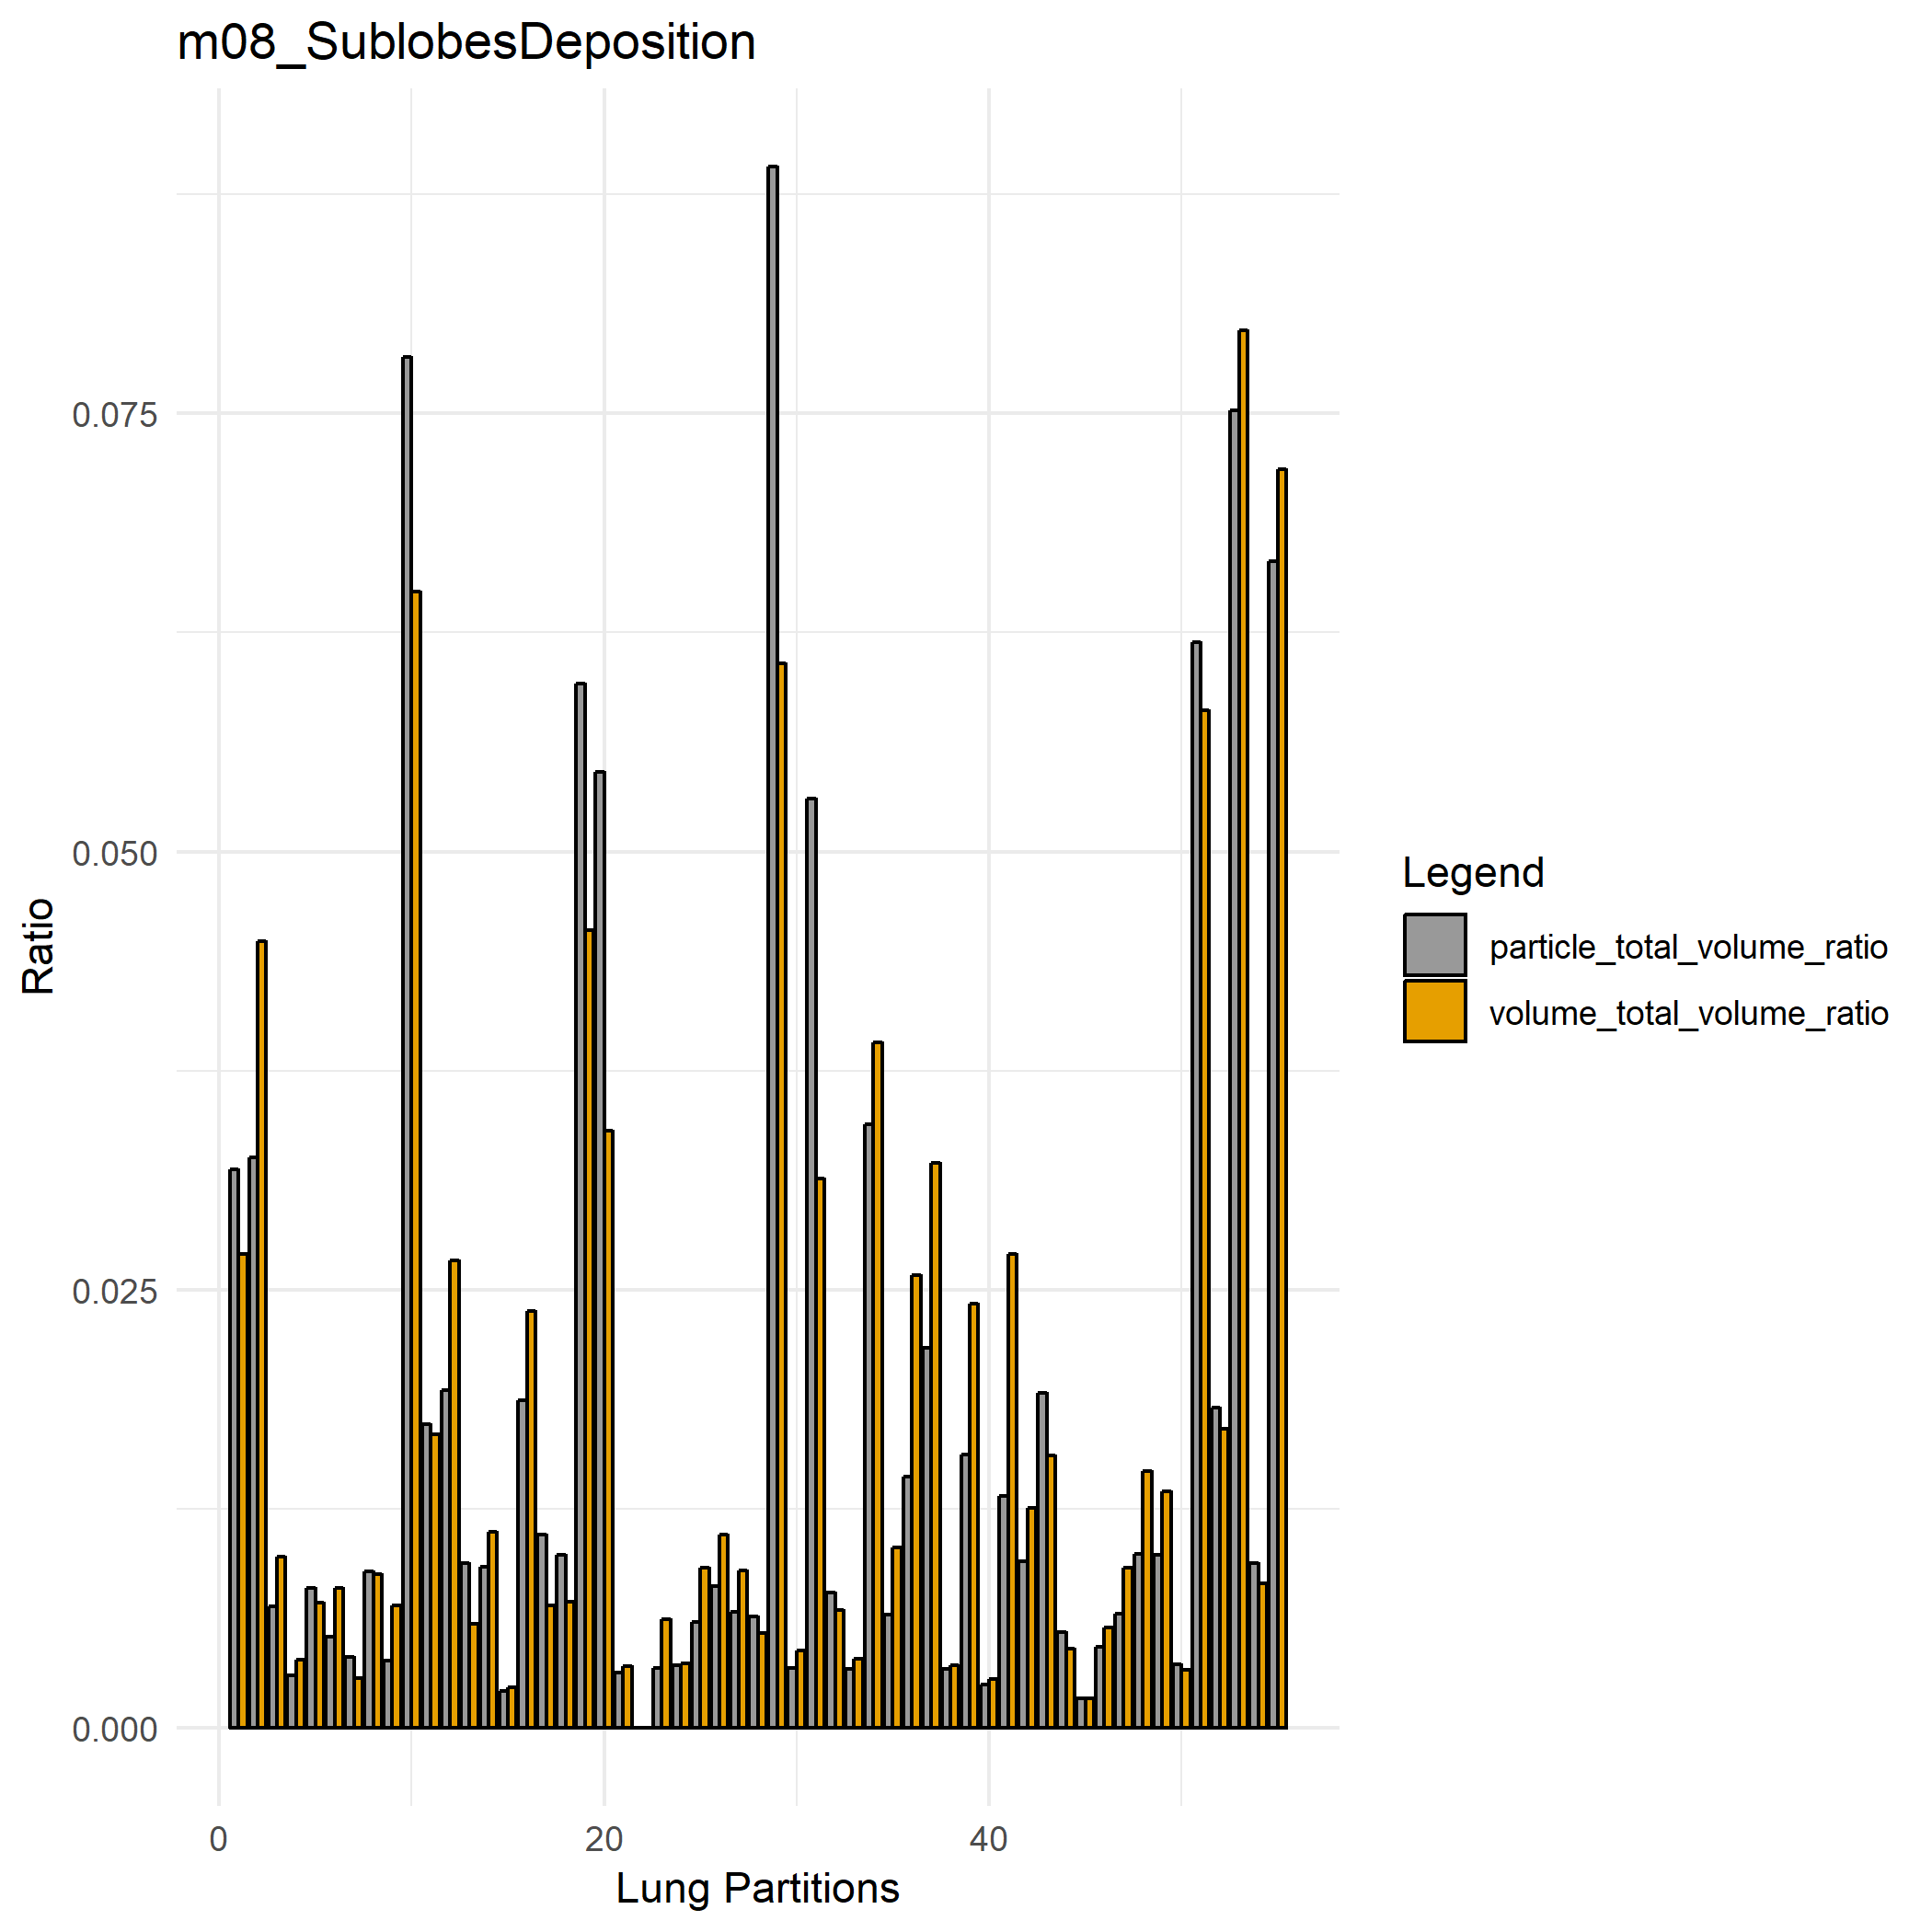 m08_SublobesDeposition
0.075
0.050
0.025
0.000
Ratio
0
20
40
Lung Partitions
Legend
particle_total_volume_ratio
volume_total_volume_ratio